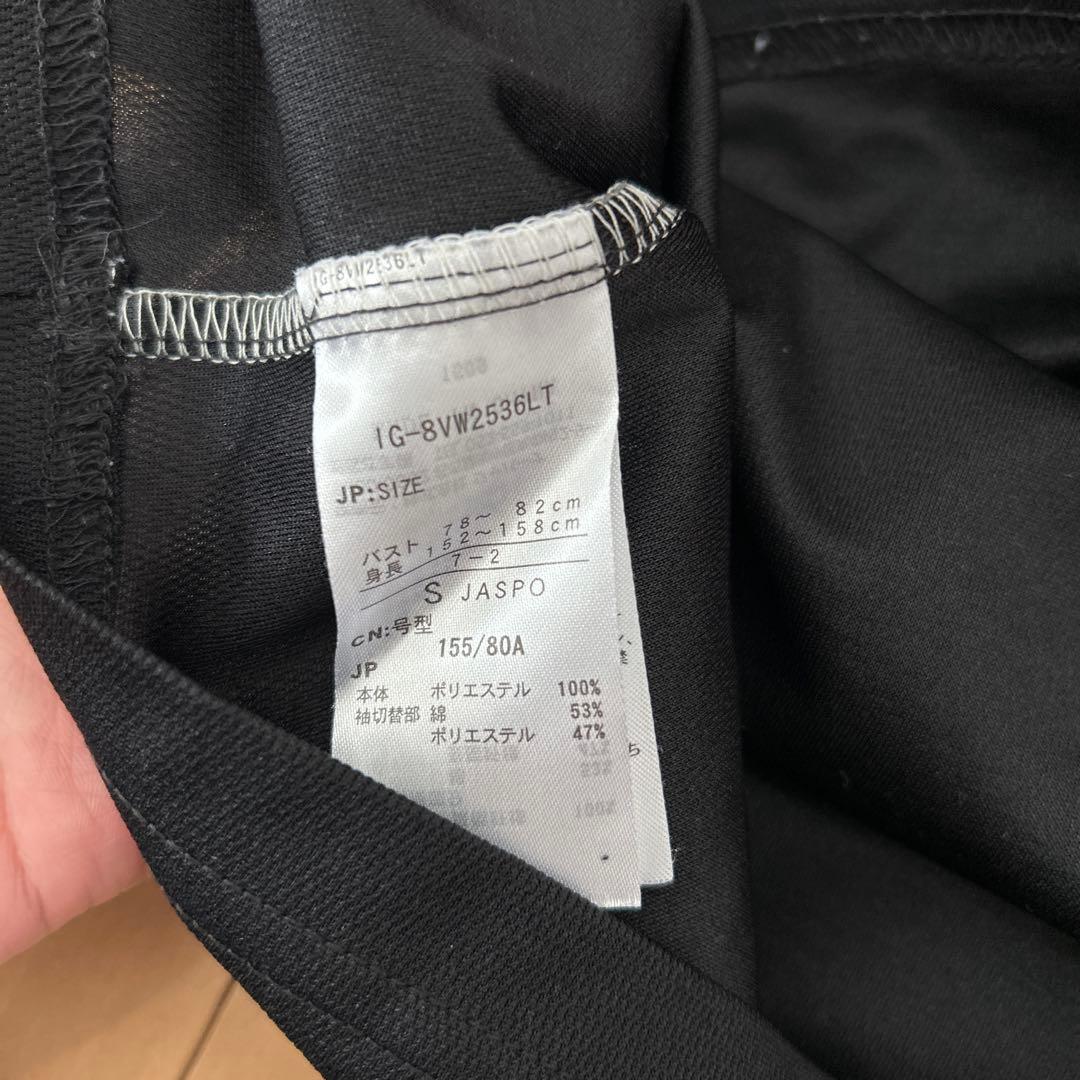 IG-8VW2536LT
IG-8VW2536LT
JP:SIZE
バスト 78～ 82cm
身長 152～158cm
7-2
S JASPO
CN:号型
155/80A
JP
本体 ポリエステル 100%
袖切替部 綿 53%
ポリエステル 47%